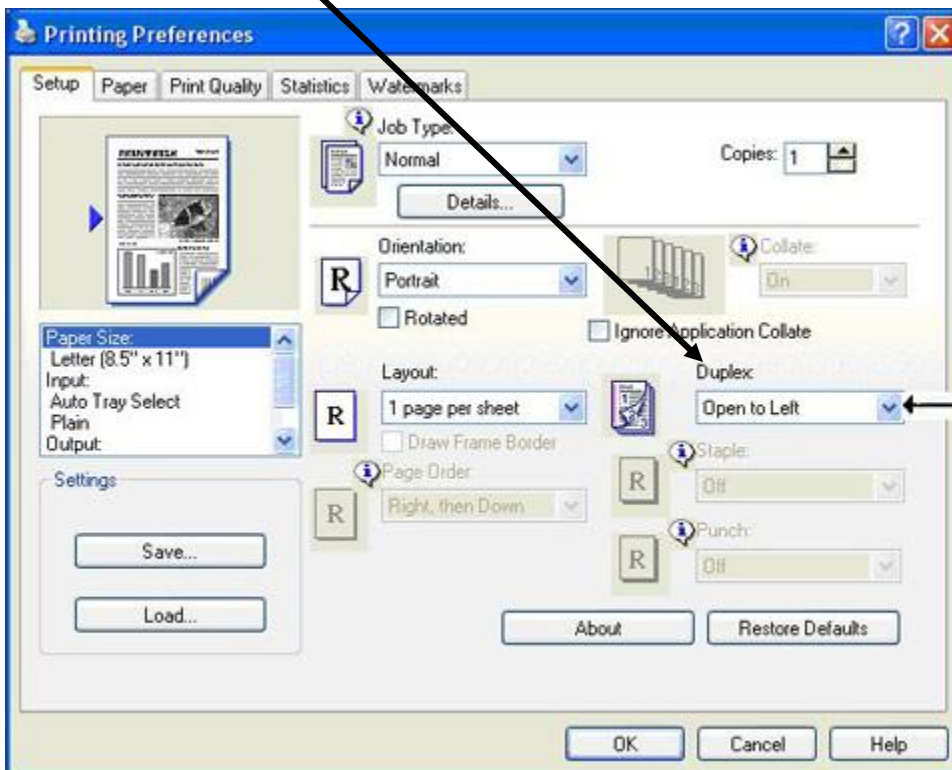 Printing Preferences
Setup
Paper
Print Quality
Statistics
Watermarks
Job Type:
Normal
Details...
Copies: 1
Orientation:
Portrait
Rotated
Collate:
On
Ignore Application Collate
Paper Size:
Letter (8.5" x 11")
Input:
Auto Tray Select
Plain
Output:
Layout:
1 page per sheet
Draw Frame Border
Page Order:
Right, then Down
Duplex:
Open to Left
Staple:
Off
Punch:
Off
Settings
Save...
Load...
About
Restore Defaults
OK
Cancel
Help
R
R
R
R
R